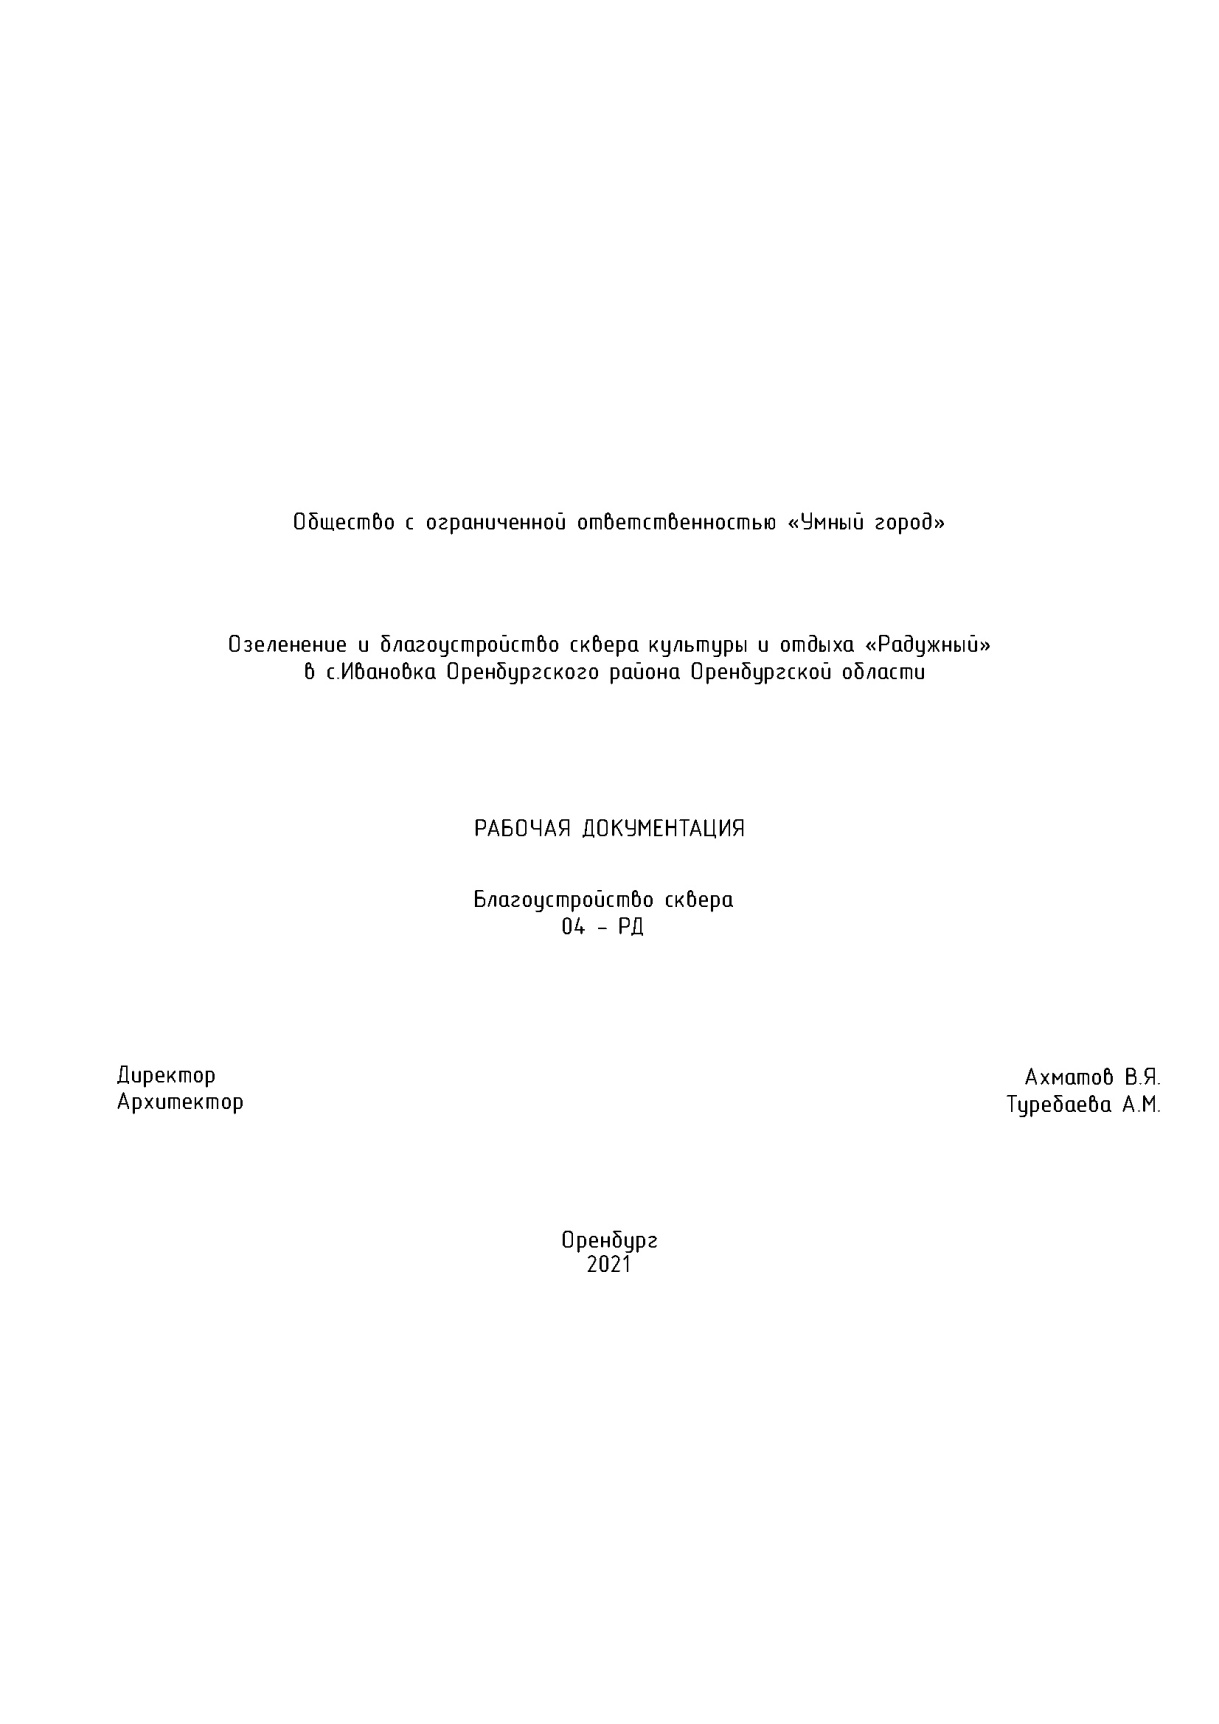 Общество с ограниченной ответственностью «Умный город»
Озеленение и благоустройство сквера культуры и отдыха «Радужный»
в с.Ивановка Оренбургского района Оренбургской области
РАБОЧАЯ ДОКУМЕНТАЦИЯ
Благоустройство сквера
04 - РД
Директор Ахматов В.Я.
Архитектор Туребаева А.М.
Оренбург
2021